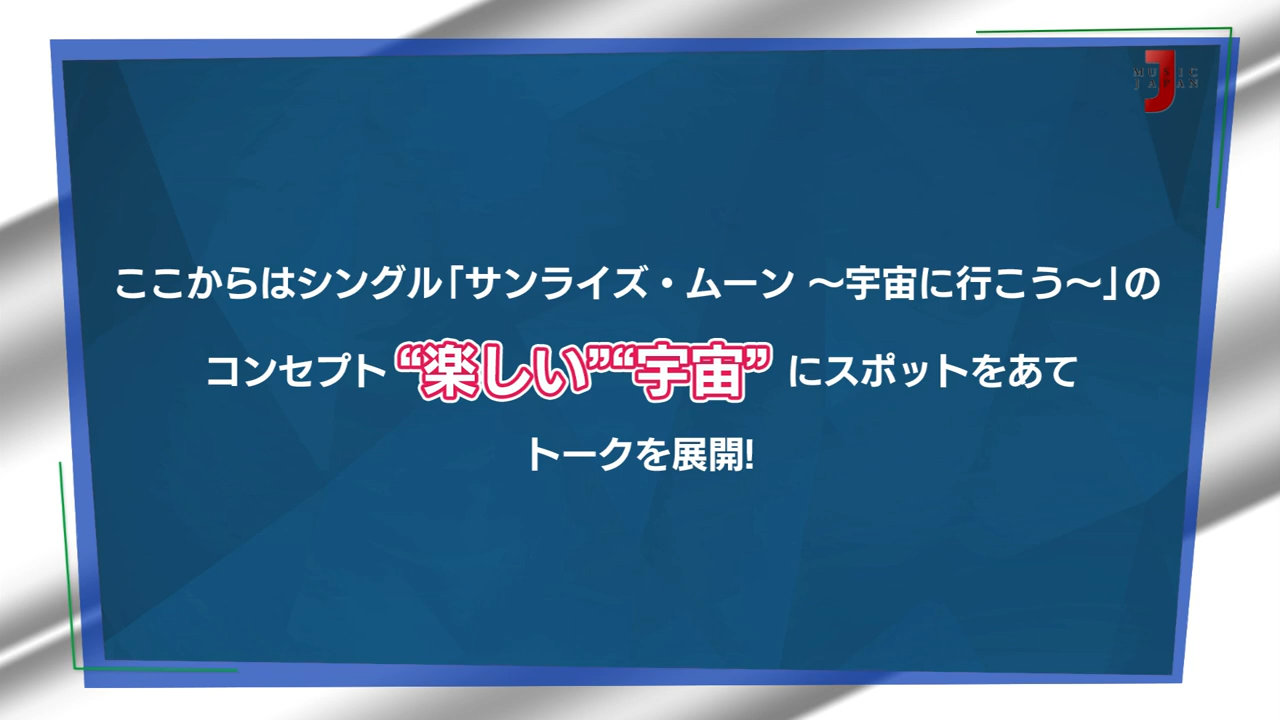 MUSIC
JAPAN
ここからはシングル「サンライズ・ムーン ～宇宙に行こう～」の
コンセプト“楽しい”“宇宙”にスポットをあて
トークを展開!